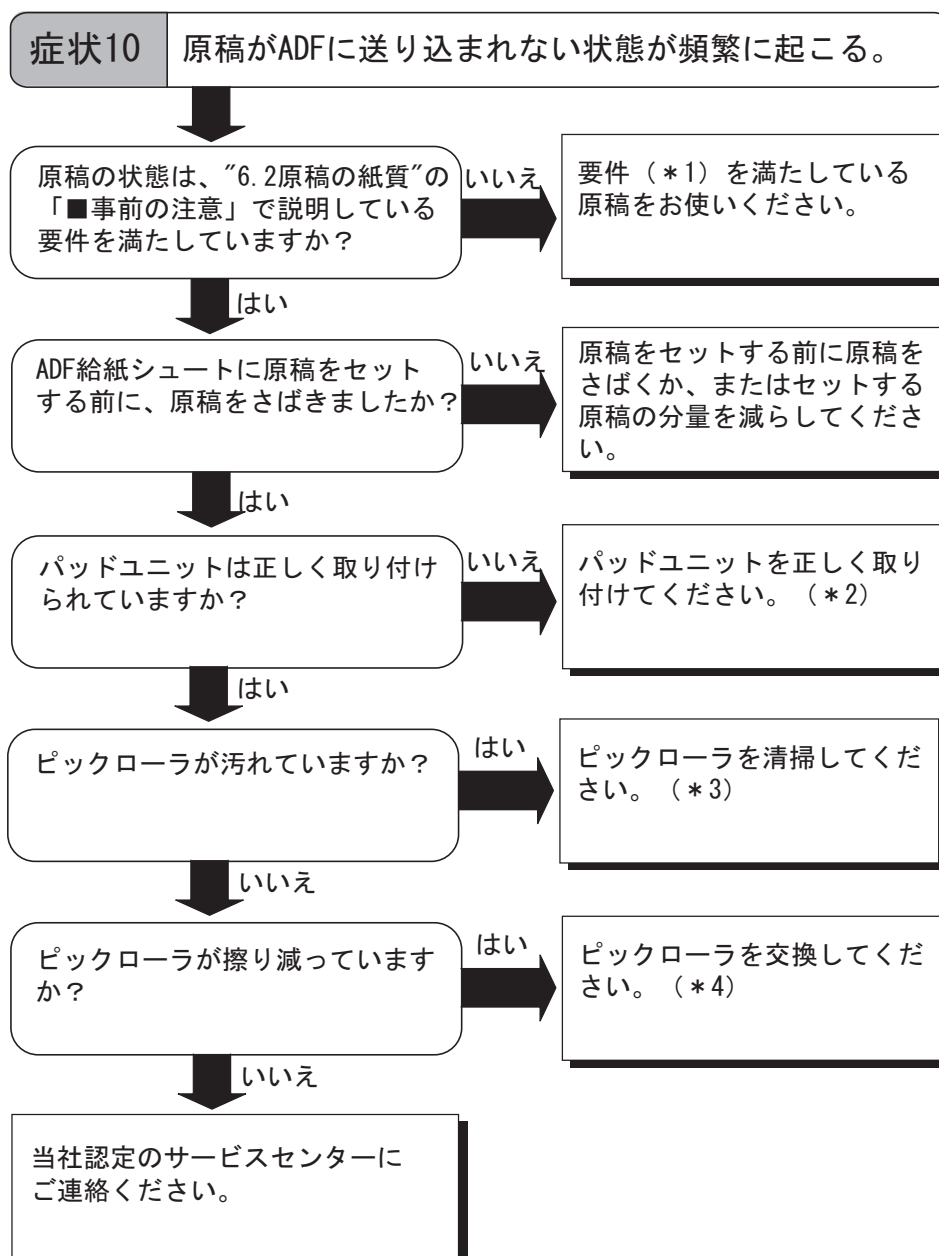 症状10
原稿がADFに送り込まれない状態が頻繁に起こる。
原稿の状態は、"6.2原稿の紙質"の
「■事前の注意」で説明している
要件を満たしていますか？
いいえ
要件（＊1）を満たしている
原稿をお使いください。
はい
ADF給紙シュートに原稿をセット
する前に、原稿をさばきましたか？
いいえ
原稿をセットする前に原稿を
さばくか、またはセットする
原稿の分量を減らしてくださ
い。
はい
パッドユニットは正しく取り付け
られていますか？
いいえ
パッドユニットを正しく取り
付けてください。（＊2）
はい
ピックローラが汚れていますか？
はい
ピックローラを清掃してくだ
さい。（＊3）
いいえ
ピックローラが擦り減っています
か？
はい
ピックローラを交換してくだ
さい。（＊4）
いいえ
当社認定のサービスセンターに
ご連絡ください。